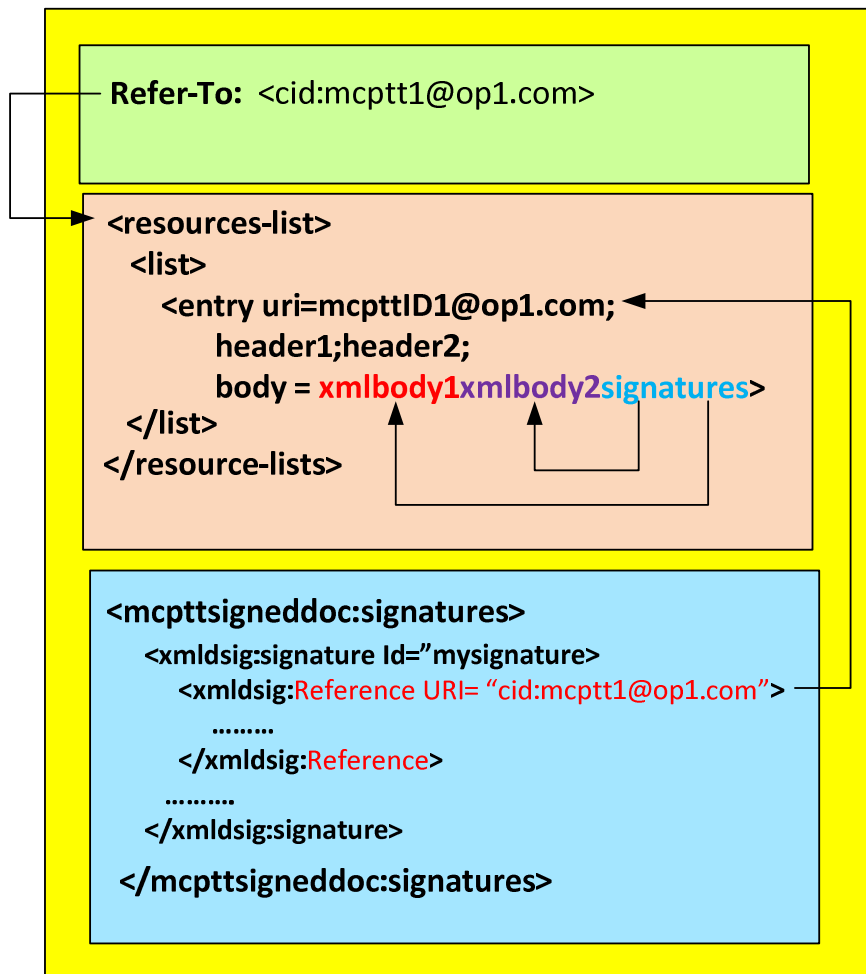 Refer-To: <cid:mcptt1@op1.com>
<resources-list>
<list>
<entry uri=mcpttID1@op1.com;
header1;header2;
body = xmlbody1xmlbody2signatures>
</list>
</resource-lists>
<mcpttsigneddoc:signatures>
<xmldsig:signature Id=”mysignature>
<xmldsig:Reference URI= “cid:mcptt1@op1.com”>
.........
</xmldsig:Reference>
..........
</xmldsig:signature>
</mcpttsigneddoc:signatures>